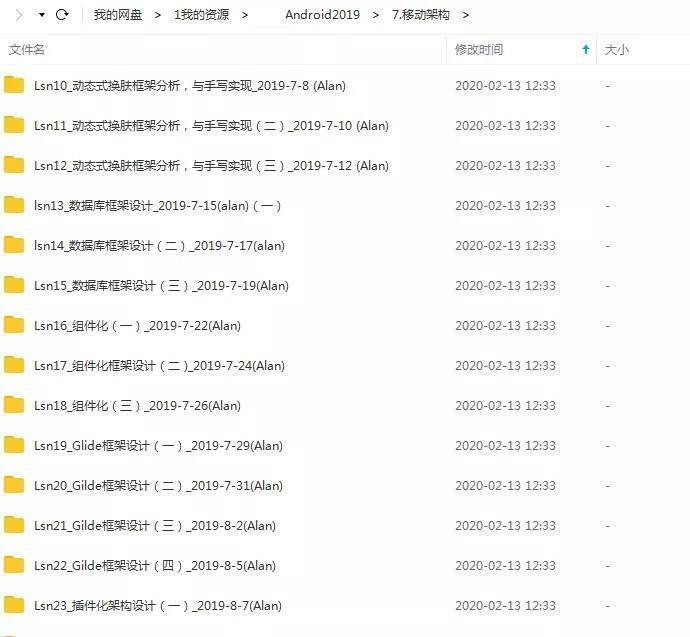 我的网盘 > 1我的资源 > Android2019 > 7.移动架构 >
文件名 修改时间 大小
Lsn10_动态式换肤框架分析，与手写实现_2019-7-8 (Alan) 2020-02-13 12:33 -
Lsn11_动态式换肤框架分析，与手写实现（二）_2019-7-10 (Alan) 2020-02-13 12:33 -
Lsn12_动态式换肤框架分析，与手写实现（三）_2019-7-12 (Alan) 2020-02-13 12:33 -
lsn13_数据库框架设计_2019-7-15(alan)（一） 2020-02-13 12:33 -
lsn14_数据库框架设计（二）_2019-7-17(alan) 2020-02-13 12:33 -
Lsn15_数据库框架设计（三）_2019-7-19(Alan) 2020-02-13 12:33 -
Lsn16_组件化（一）_2019-7-22(Alan) 2020-02-13 12:33 -
Lsn17_组件化框架设计（二）_2019-7-24(Alan) 2020-02-13 12:33 -
Lsn18_组件化（三）_2019-7-26(Alan) 2020-02-13 12:33 -
Lsn19_Glide框架设计（一）_2019-7-29(Alan) 2020-02-13 12:33 -
Lsn20_Gilde框架设计（二）_2019-7-31(Alan) 2020-02-13 12:33 -
Lsn21_Gilde框架设计（三）_2019-8-2(Alan) 2020-02-13 12:33 -
Lsn22_Gilde框架设计（四）_2019-8-5(Alan) 2020-02-13 12:33 -
Lsn23_插件化架构设计（一）_2019-8-7(Alan) 2020-02-13 12:33 -